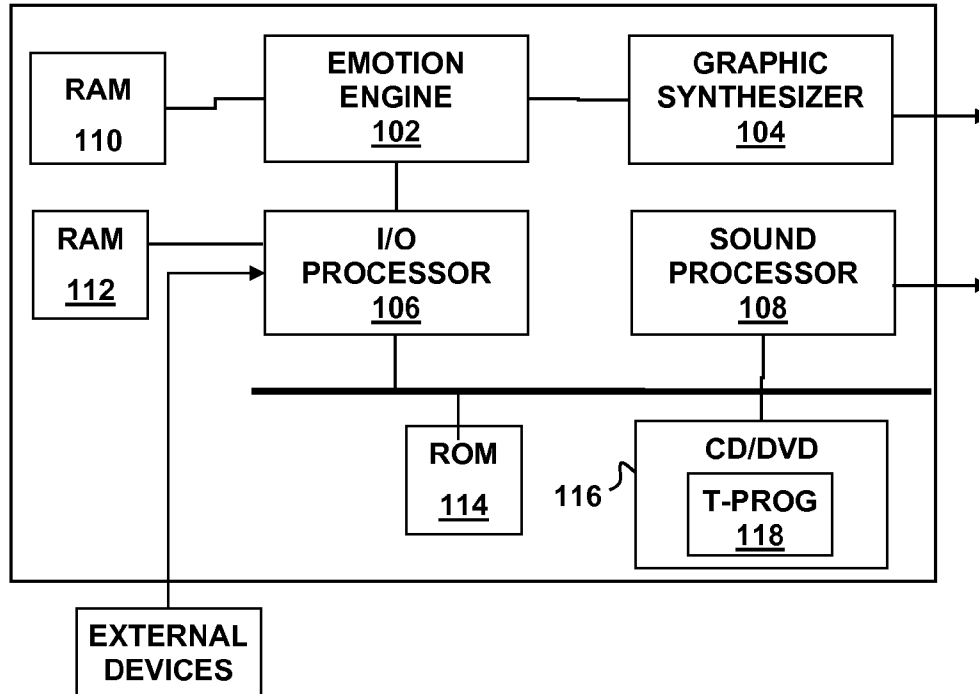 RAM
110
EMOTION
ENGINE
102
GRAPHIC
SYNTHESIZER
104
RAM
112
I/O
PROCESSOR
106
SOUND
PROCESSOR
108
ROM
114
116
CD/DVD
T-PROG
118
EXTERNAL
DEVICES